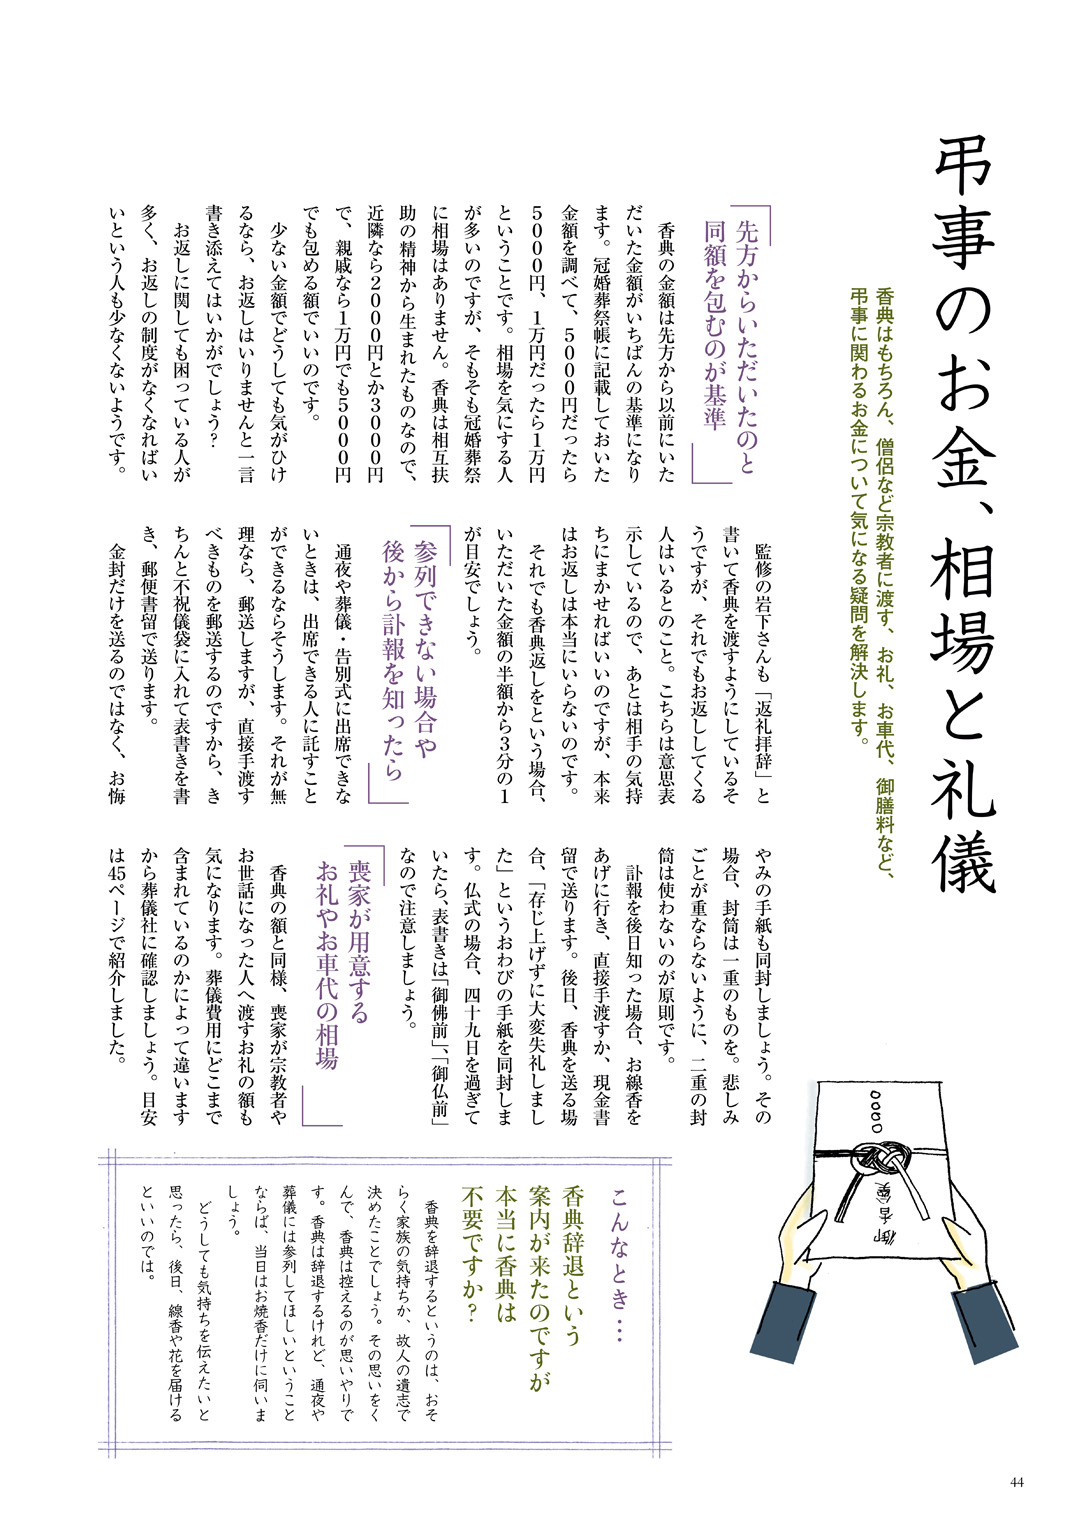 弔事のお金、相場と礼儀
香典はもちろん、僧侶など宗教者に渡す、お礼、お車代、御膳料など、
弔事に関わるお金について気になる疑問を解決します。
先方からいただいたのと
同額を包むのが基準
香典の金額は先方から以前にいた
だいた金額がいちばんの基準になり
ます。冠婚葬祭帳に記載しておいた
金額を調べて、5000円だったら
5000円、1万円だったら1万円
ということです。相場を気にする人
が多いのですが、そもそも冠婚葬祭
に相場はありません。香典は相互扶
助の精神から生まれたものなので、
近隣なら2000円とか3000円
で、親戚なら1万円でも5000円
でも包める額でいいのです。
少ない金額でどうしても気がひけ
るなら、お返しはいりませんと一言
書き添えてはいかがでしょう?
お返しに関しても困っている人が
多く、お返しの制度がなくなればい
いという人も少なくないようです。
監修の岩下さんも「返礼拝辞」と
書いて香典を渡すようにしているそ
うですが、それでもお返ししてくる
人はいるとのこと。こちらは意思表
示しているので、あとは相手の気持
ちにまかせればいいのですが、本来
はお返しは本当にいらないのです。
それでも香典返しをという場合、
いただいた金額の半額から3分の1
が目安でしょう。
参列できない場合や
後から訃報を知ったら
通夜や葬儀・告別式に出席できな
いときは、出席できる人に託すこと
ができるならそうします。それが無
理なら、郵送しますが、直接手渡す
べきものを郵送するのですから、き
ちんと不祝儀袋に入れて表書きを書
き、郵便書留で送ります。
金封だけを送るのではなく、お悔
やみの手紙も同封しましょう。その
場合、封筒は一重のものを。悲しみ
ごとが重ならないように、二重の封
筒は使わないのが原則です。
訃報を後日知った場合、お線香を
あげに行き、直接手渡すか、現金書
留で送ります。後日、香典を送る場
合、「存じ上げずに大変失礼しまし
た」というおわびの手紙を同封しま
す。仏式の場合、四十九日を過ぎて
いたら、表書きは「御佛前」、「御仏前」
なので注意しましょう。
喪家が用意する
お礼やお車代の相場
香典の額と同様、喪家が宗教者や
お世話になった人へ渡すお礼の額も
気になります。葬儀費用にどこまで
含まれているのかによって違います
から葬儀社に確認しましょう。目安
は45ページで紹介しました。
御香奠
こんなとき…
香典辞退という
案内が来たのですが
本当に香典は
不要ですか?
香典を辞退するというのは、おそ
らく家族の気持ちか、故人の遺志で
決めたことでしょう。その思いをく
んで、香典は控えるのが思いやりで
す。香典は辞退するけれど、通夜や
葬儀には参列してほしいということ
ならば、当日はお焼香だけに伺いま
しょう。
どうしても気持ちを伝えたいと
思ったら、後日、線香や花を届ける
といいのでは。
44